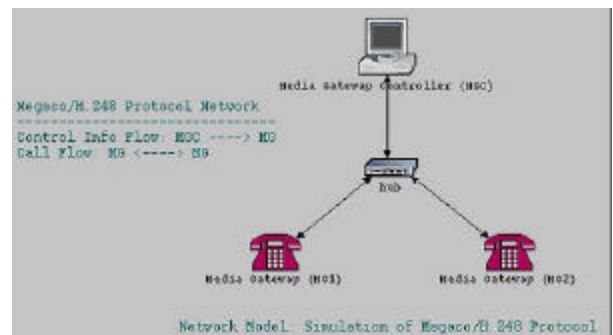 Media Gateway Controller (MGC)
Megaco/H.248 Protocol Network
--------------------------------
Control Info Flow: MGC ----> MG
Call Flow: MG <----> MG
hub
Media Gateway (MG1)
Media Gateway (MG2)
Network Model: Simulation of Megaco/H.248 Protocol